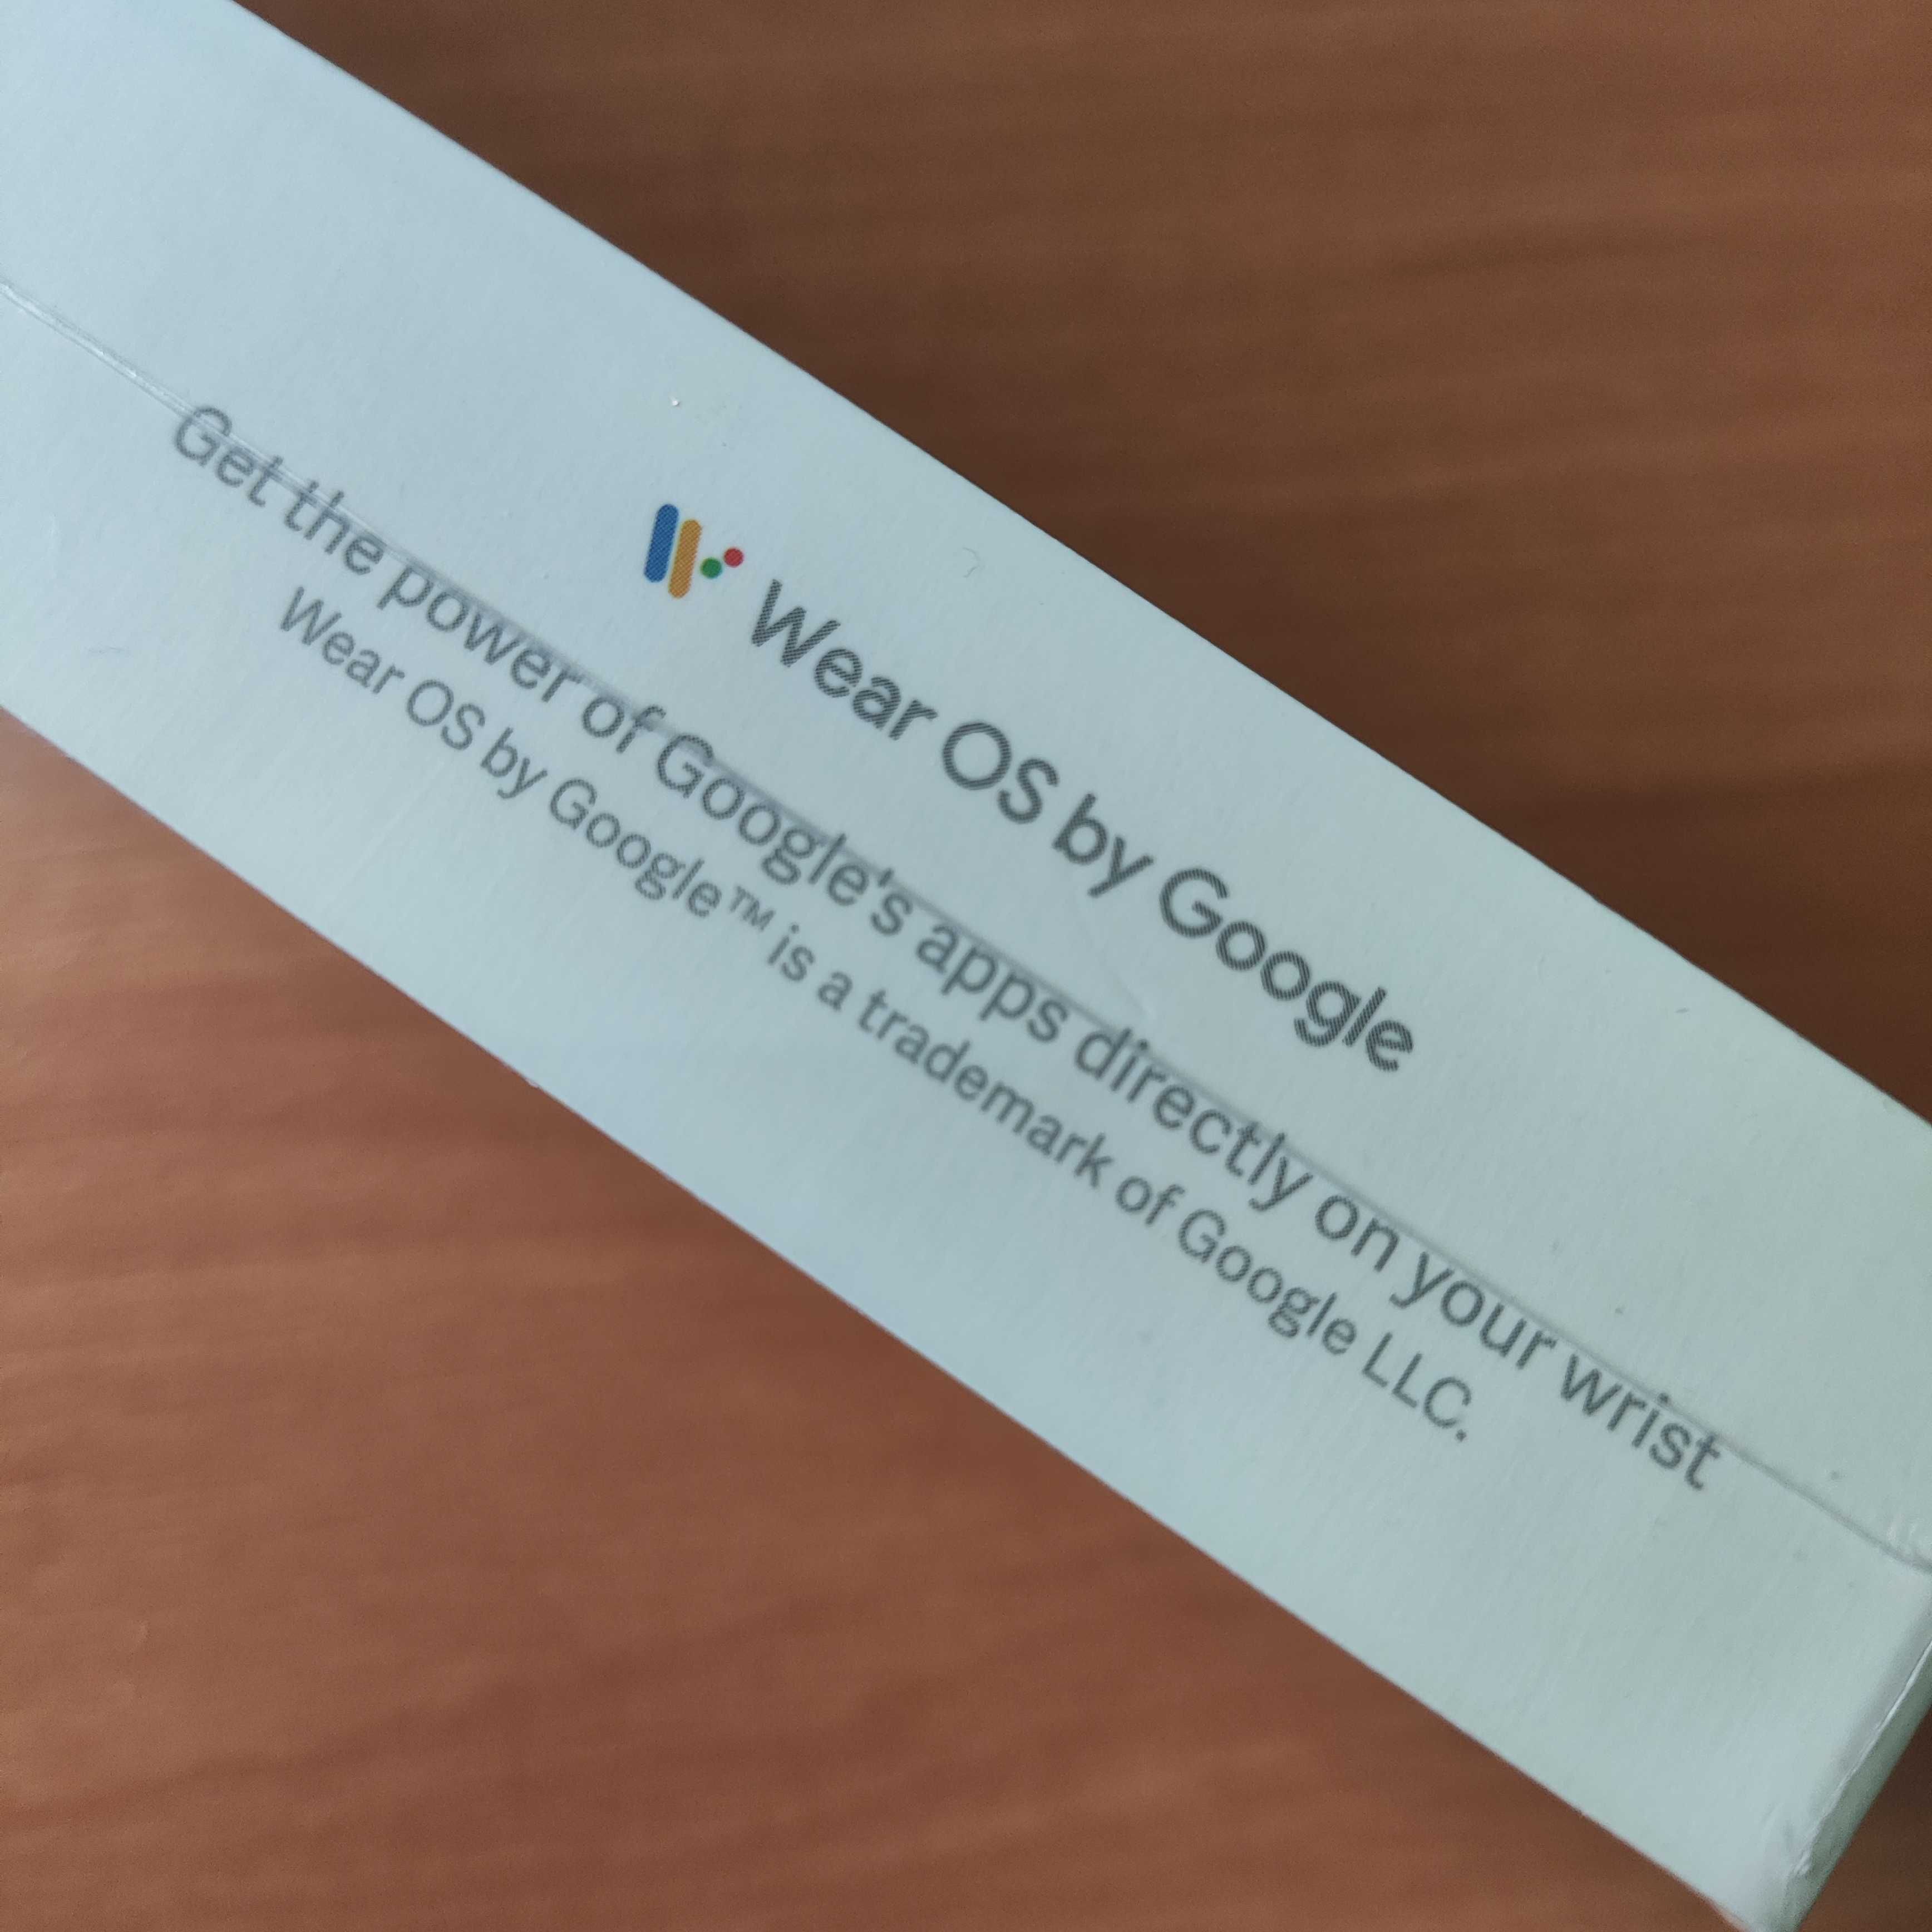 Wear OS by Google
Get the power of Google's apps directly on your wrist
Wear OS by Google™ is a trademark of Google LLC.